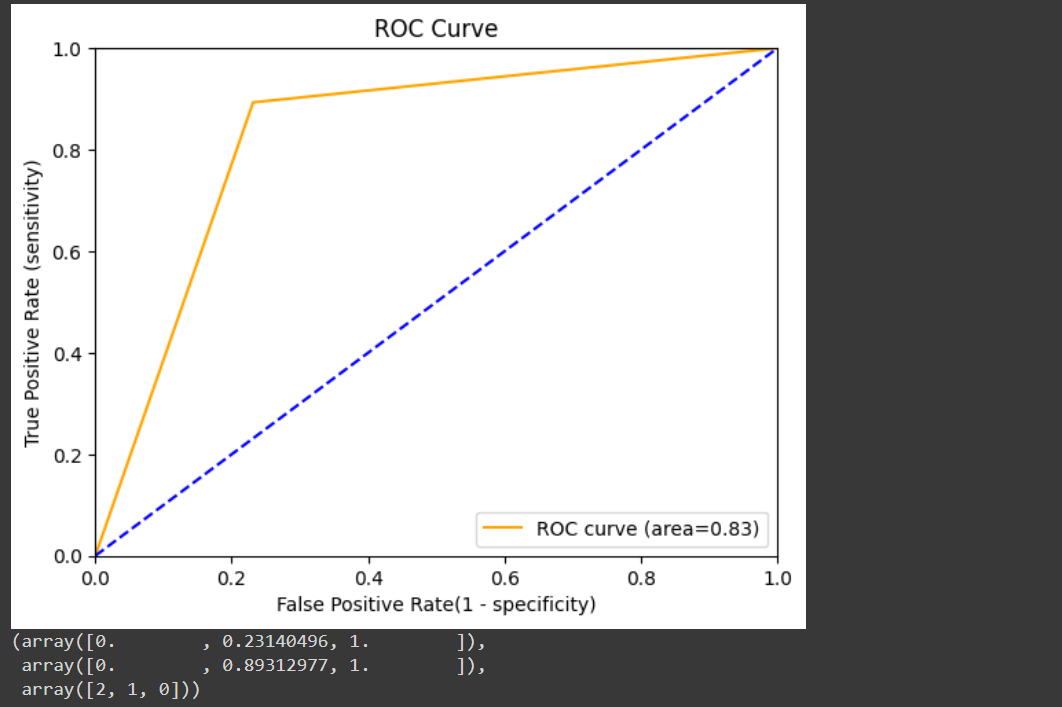 ROC Curve
1.0
0.8
0.6
0.4
0.2
0.0
True Positive Rate (sensitivity)
ROC curve (area=0.83)
0.0 0.2 0.4 0.6 0.8 1.0
False Positive Rate(1 - specificity)
(array([0.        , 0.23140496, 1.        ]),
 array([0.        , 0.89312977, 1.        ]),
 array([2, 1, 0]))